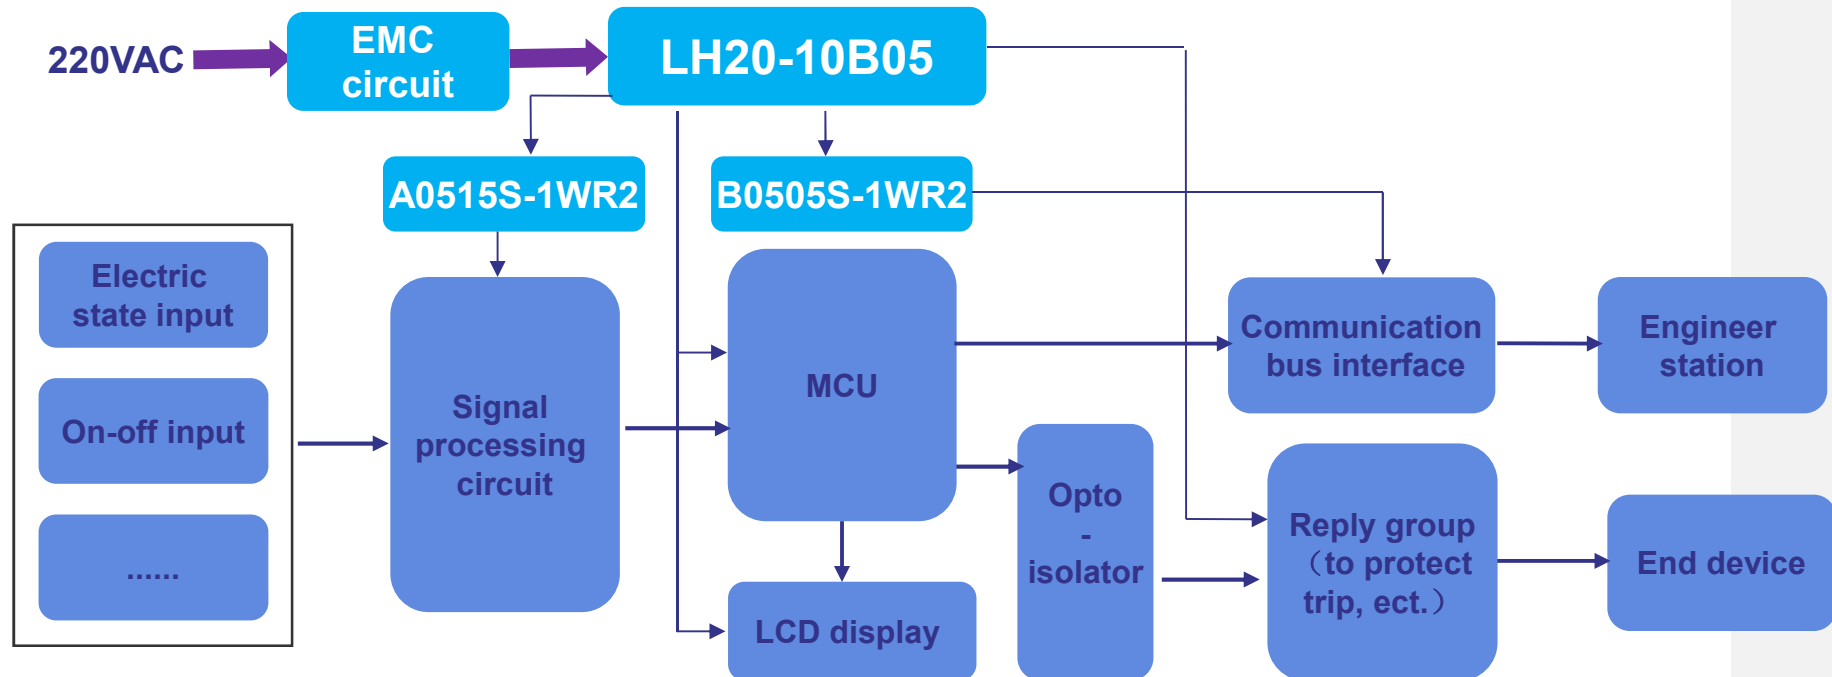 220VAC
EMC
circuit
LH20-10B05
A0515S-1WR2
B0505S-1WR2
Electric
state input
On-off input
......
Signal
processing
circuit
MCU
LCD display
Communication
bus interface
Engineer
station
Opto
-
isolator
Reply group
（to protect
trip, ect.）
End device